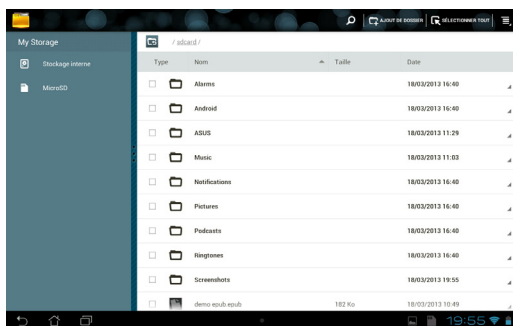 AJOUT DE DOSSIER SÉLECTIONNER TOUT
My Storage
/ sdcard /
Stockage interne
MicroSD
Type Nom Taille Date
Alarms 18/03/2013 16:40
Android 18/03/2013 16:40
ASUS 18/03/2013 11:29
Music 18/03/2013 11:03
Notifications 18/03/2013 16:40
Pictures 18/03/2013 16:40
Podcasts 18/03/2013 16:40
Ringtones 18/03/2013 16:40
Screenshots 18/03/2013 19:55
demo epub.epub 182 Ko 18/03/2013 10:49
19:55